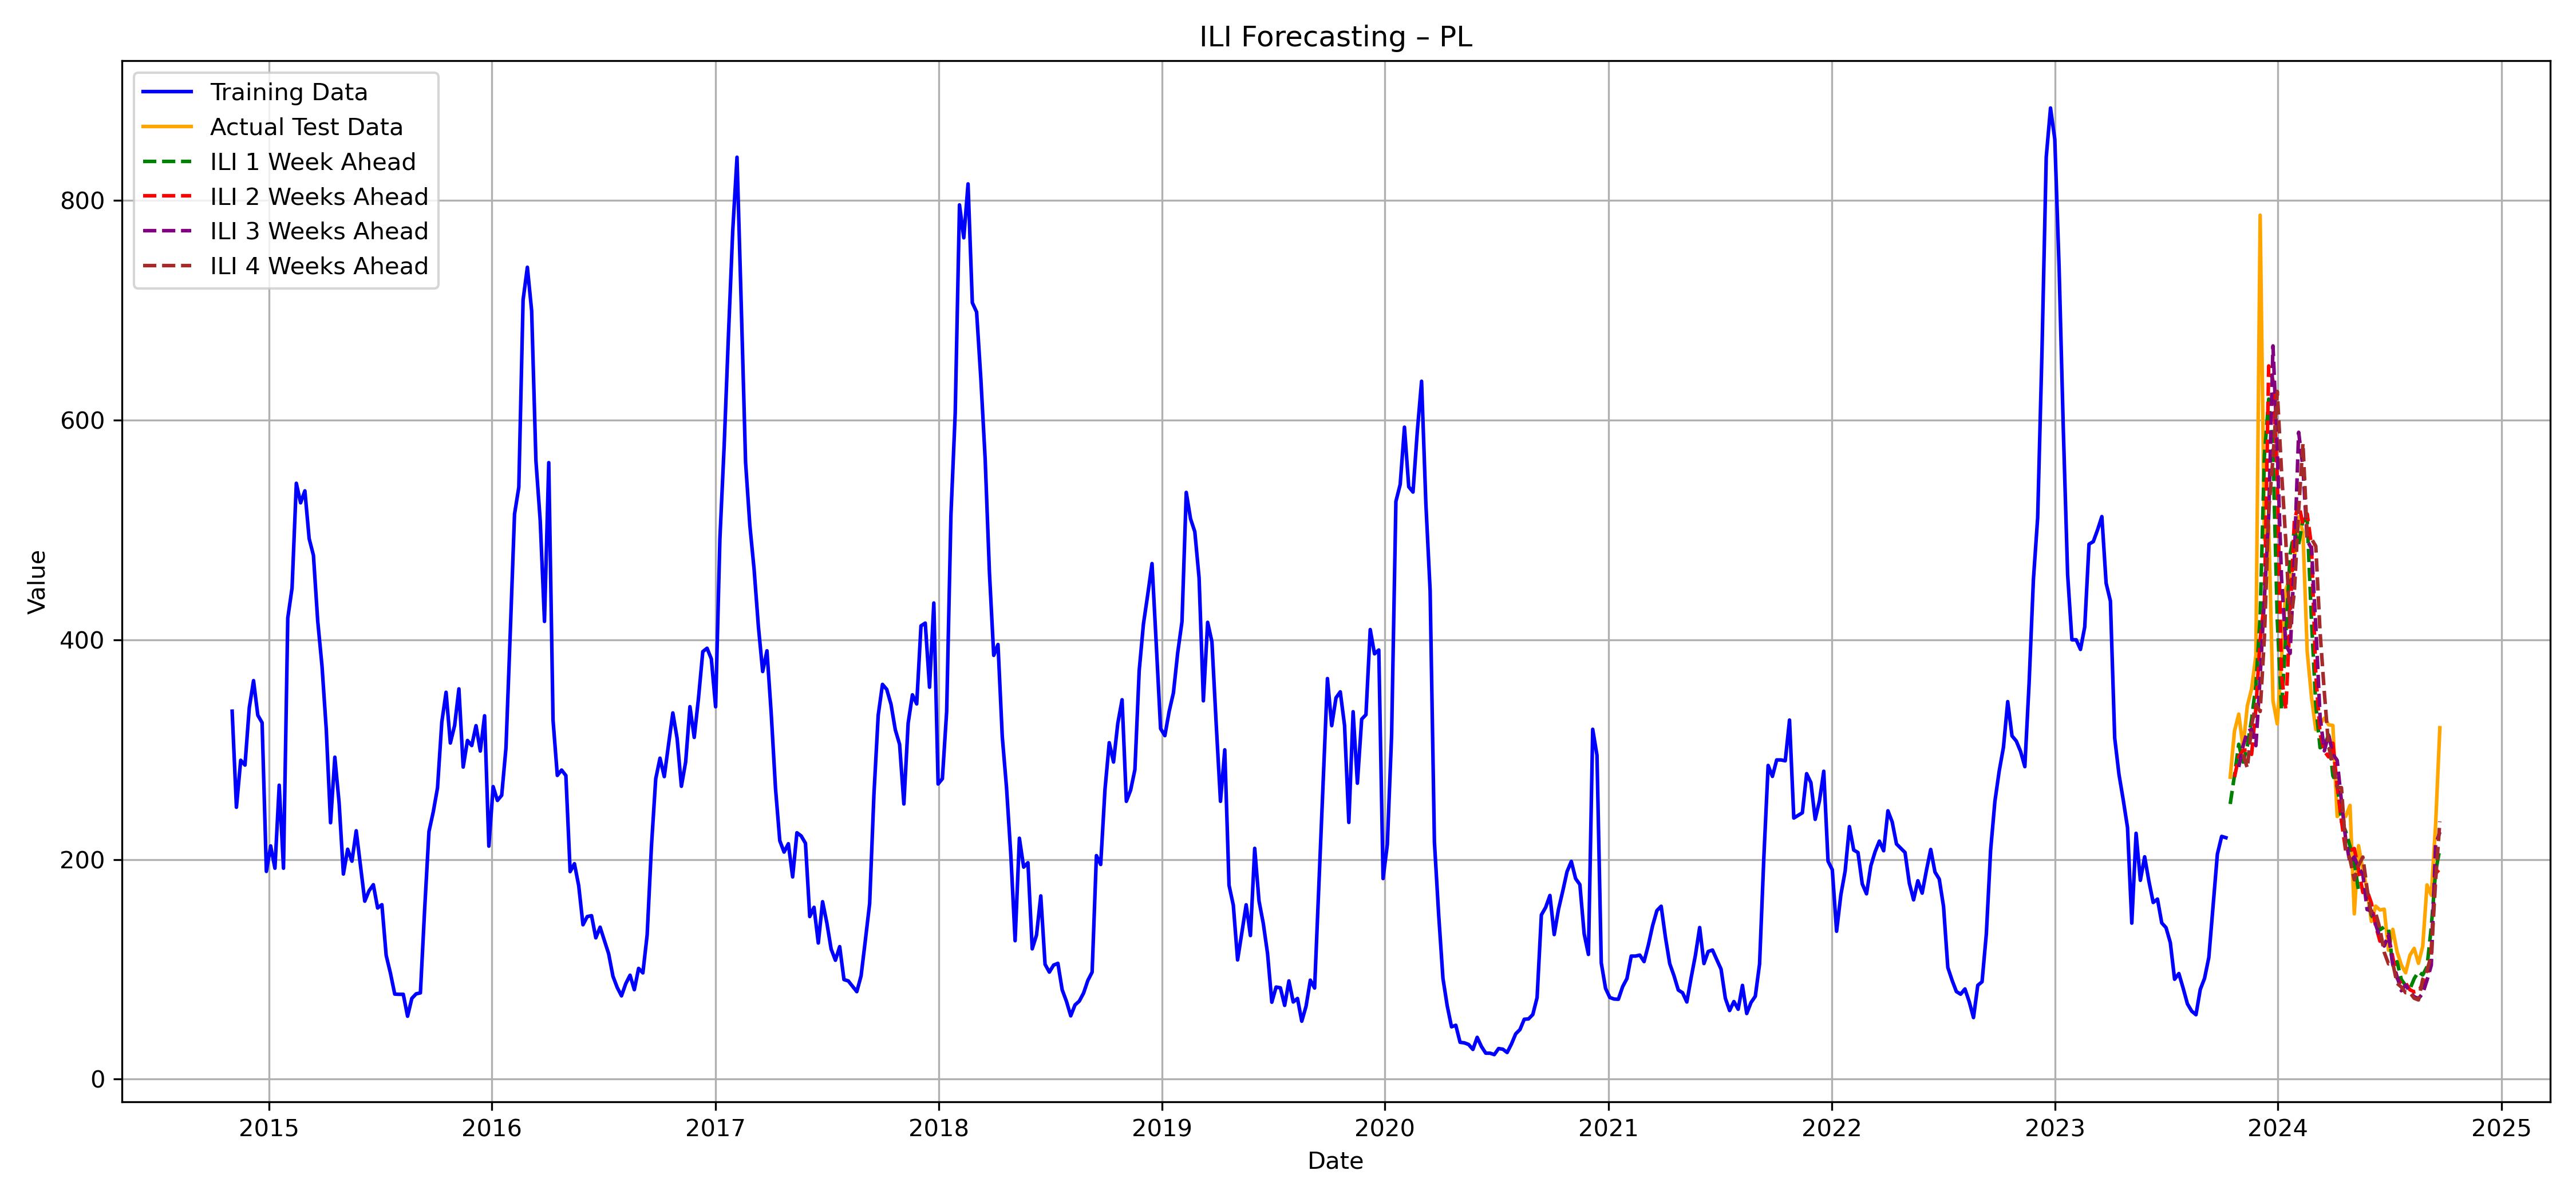 ILI Forecasting – PL
Training Data
Actual Test Data
ILI 1 Week Ahead
ILI 2 Weeks Ahead
ILI 3 Weeks Ahead
ILI 4 Weeks Ahead
Value
800
600
400
200
0
2015 2016 2017 2018 2019 2020 2021 2022 2023 2024 2025
Date